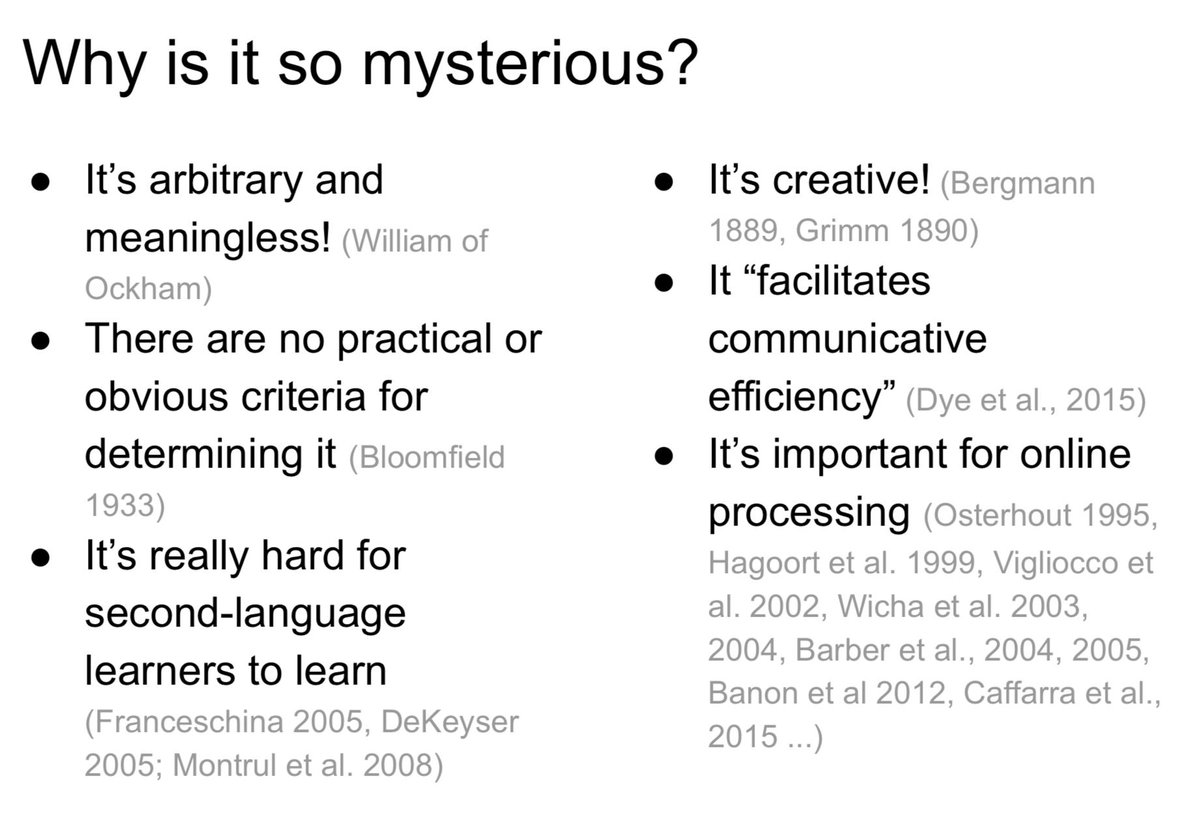 Why is it so mysterious?
● It’s arbitrary and
meaningless! (William of
Ockham)
● There are no practical or
obvious criteria for
determining it (Bloomfield
1933)
● It’s really hard for
second-language
learners to learn
(Franceschina 2005, DeKeyser
2005; Montrul et al. 2008)
● It’s creative! (Bergmann
1889, Grimm 1890)
● It “facilitates
communicative
efficiency” (Dye et al., 2015)
● It’s important for online
processing (Osterhout 1995,
Hagoort et al. 1999, Vigliocco et
al. 2002, Wicha et al. 2003,
2004, Barber et al., 2004, 2005,
Banon et al 2012, Caffarra et al.,
2015 ...)